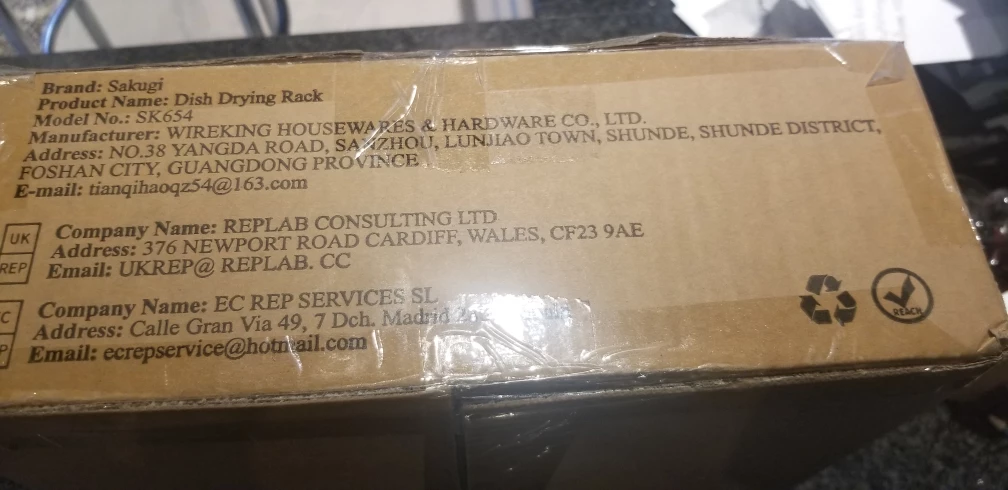 Brand: Sakugi
Product Name: Dish Drying Rack
Model No.: SK654
Manufacturer: WIREKING HOUSEWARES & HARDWARE CO., LTD.
Address: NO.38 YANGDA ROAD, SANZHOU, LUNJIAO TOWN, SHUNDE, SHUNDE DISTRICT,
FOSHAN CITY, GUANGDONG PROVINCE
E-mail: tianqihaoqz54@163.com
UK
REP
Company Name: REPLAB CONSULTING LTD
Address: 376 NEWPORT ROAD CARDIFF, WALES, CF23 9AE
Email: UKREP@ REPLAB. CC
Company Name: EC REP SERVICES SL
Address: Calle Gran Via 49, 7 Dch. Madrid
Email: ecrepservice@hotmail.com
REACH